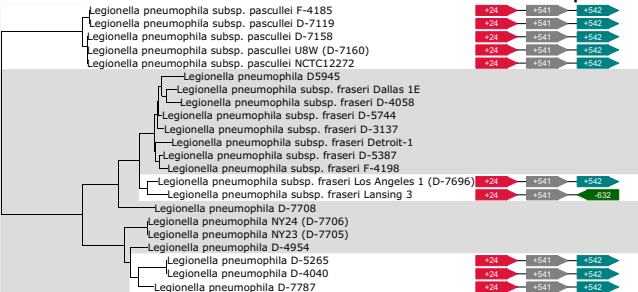 Legionella pneumophila subsp. pascullei F-4185 +24 +541 +542
Legionella pneumophila subsp. pascullei D-7119 +24 +541 +542
Legionella pneumophila subsp. pascullei D-7158 +24 +541 +542
Legionella pneumophila subsp. pascullei U8W (D-7160) +24 +541 +542
Legionella pneumophila subsp. pascullei NCTC12272 +24 +541 +542
Legionella pneumophila D5945
Legionella pneumophila subsp. fraseri Dallas 1E
Legionella pneumophila subsp. fraseri D-4058
Legionella pneumophila subsp. fraseri D-5744
Legionella pneumophila subsp. fraseri D-3137
Legionella pneumophila subsp. fraseri Detroit-1
Legionella pneumophila subsp. fraseri D-5387
Legionella pneumophila subsp. fraseri F-4198
Legionella pneumophila subsp. fraseri Los Angeles 1 (D-7696) +24 +541 +542
Legionella pneumophila subsp. fraseri Lansing 3 +24 +541 -632
Legionella pneumophila D-7708
Legionella pneumophila NY24 (D-7706)
Legionella pneumophila NY23 (D-7705)
Legionella pneumophila D-4954
Legionella pneumophila D-5265 +24 +541 +542
Legionella pneumophila D-4040 +24 +541 +542
Legionella pneumophila D-7787 +24 +541 +542